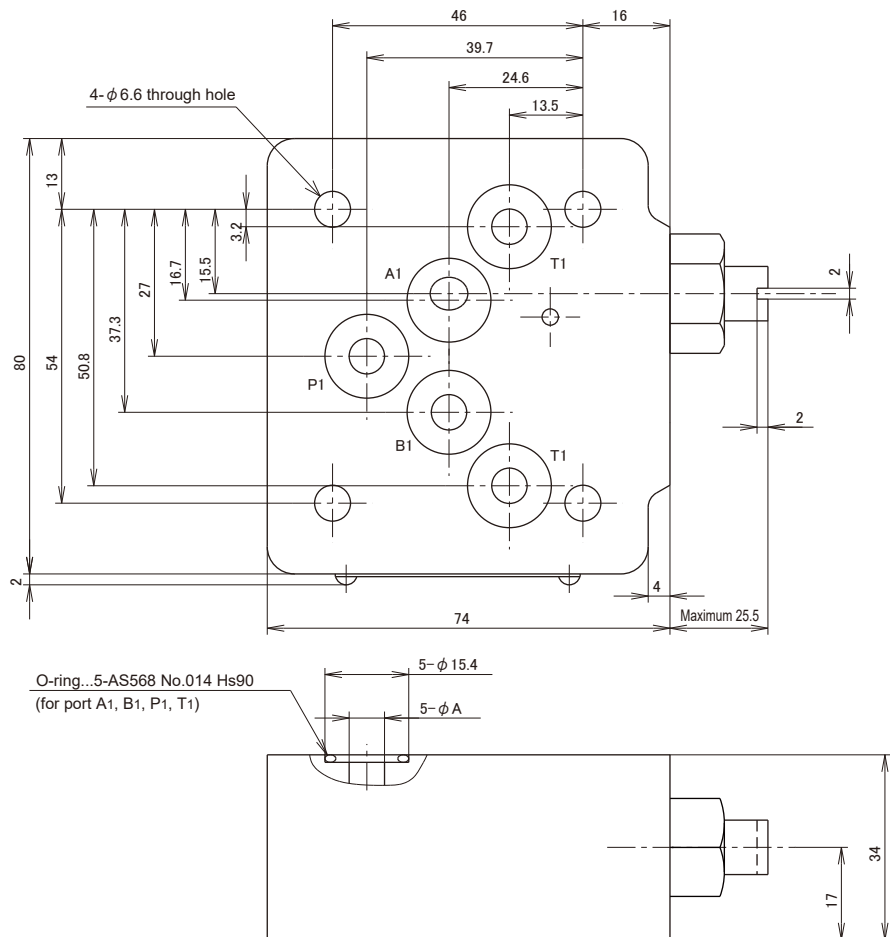 46
16
39.7
24.6
4-φ6.6 through hole
13.5
13
3.2
15.5
16.7
27
37.3
50.8
54
80
T1
A1
2
P1
B1
T1
2
2
4
74
Maximum 25.5
5-φ15.4
O-ring...5-AS568 No.014 Hs90
(for port A1, B1, P1, T1)
5-φA
34
17